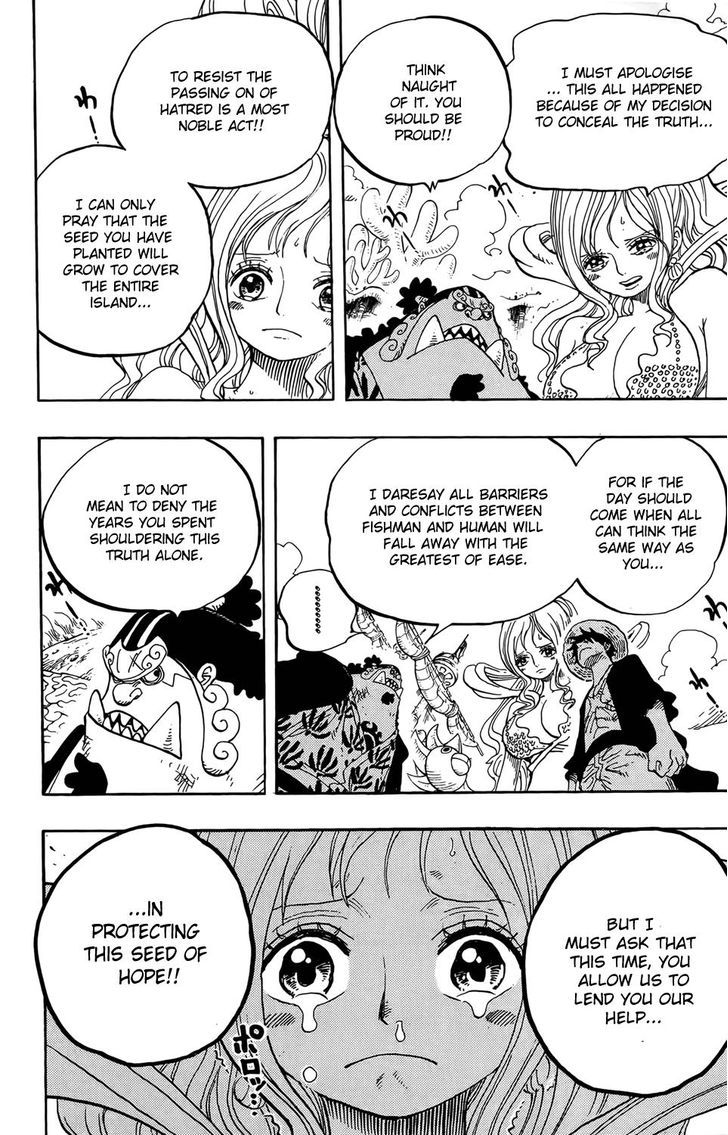 I MUST APOLOGISE
... THIS ALL HAPPENED
BECAUSE OF MY DECISION
TO CONCEAL THE TRUTH...
THINK
NAUGHT
OF IT. YOU
SHOULD BE
PROUD!!
TO RESIST THE
PASSING ON OF
HATRED IS A MOST
NOBLE ACT!!
I CAN ONLY
PRAY THAT THE
SEED YOU HAVE
PLANTED WILL
GROW TO COVER
THE ENTIRE
ISLAND...
FOR IF THE
DAY SHOULD
COME WHEN ALL
CAN THINK THE
SAME WAY AS
YOU...
I DARESAY ALL BARRIERS
AND CONFLICTS BETWEEN
FISHMAN AND HUMAN WILL
FALL AWAY WITH THE
GREATEST OF EASE.
I DO NOT
MEAN TO DENY THE
YEARS YOU SPENT
SHOULDERING THIS
TRUTH ALONE.
BUT I
MUST ASK THAT
THIS TIME, YOU
ALLOW US TO
LEND YOU OUR
HELP...
...IN
PROTECTING
THIS SEED OF
HOPE!!
ポロッ...